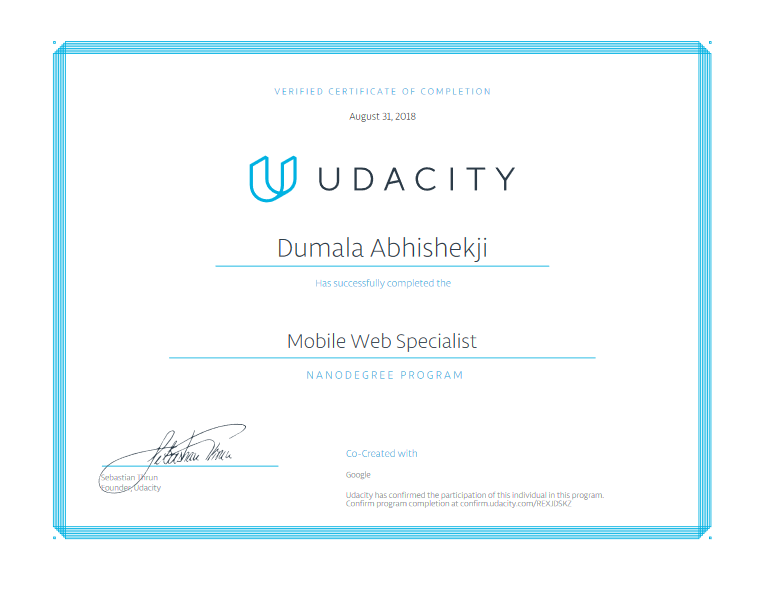 VERIFIED CERTIFICATE OF COMPLETION
August 31, 2018
UDACITY
Dumala Abhishekji
Has successfully completed the
Mobile Web Specialist
NANODEGREE PROGRAM
Sebastian Thrun
Co-Created with
Sebastian Thrun
Founder, Udacity
Google
Udacity has confirmed the participation of this individual in this program.
Confirm program completion at confirm.udacity.com/REXJDSKZ